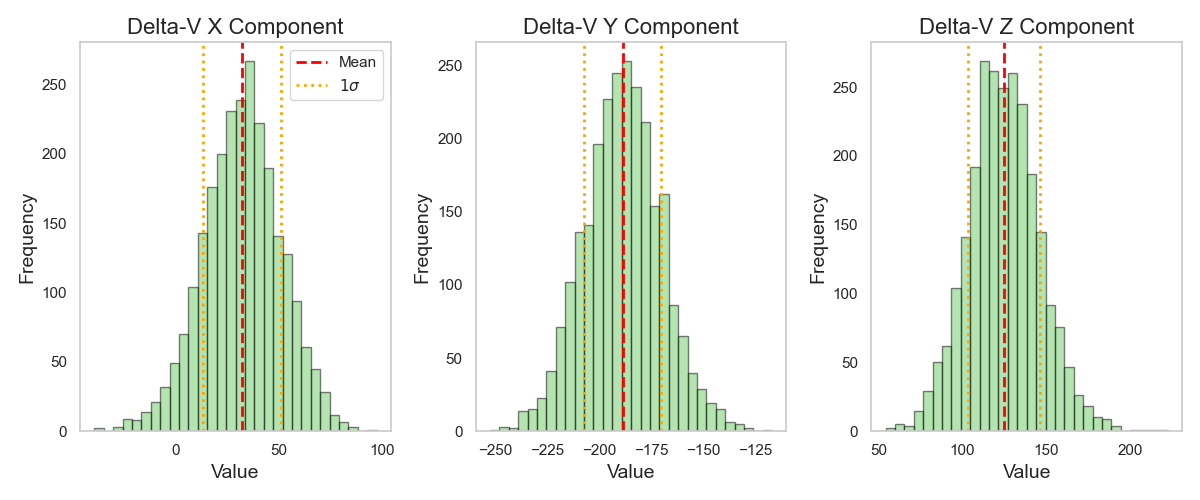 Delta-V X Component
Frequency
250
200
150
100
50
0
0 50 100
Value
Mean
1σ
Delta-V Y Component
Frequency
250
200
150
100
50
0
−250 −225 −200 −175 −150 −125
Value
Delta-V Z Component
Frequency
250
200
150
100
50
0
50 100 150 200
Value